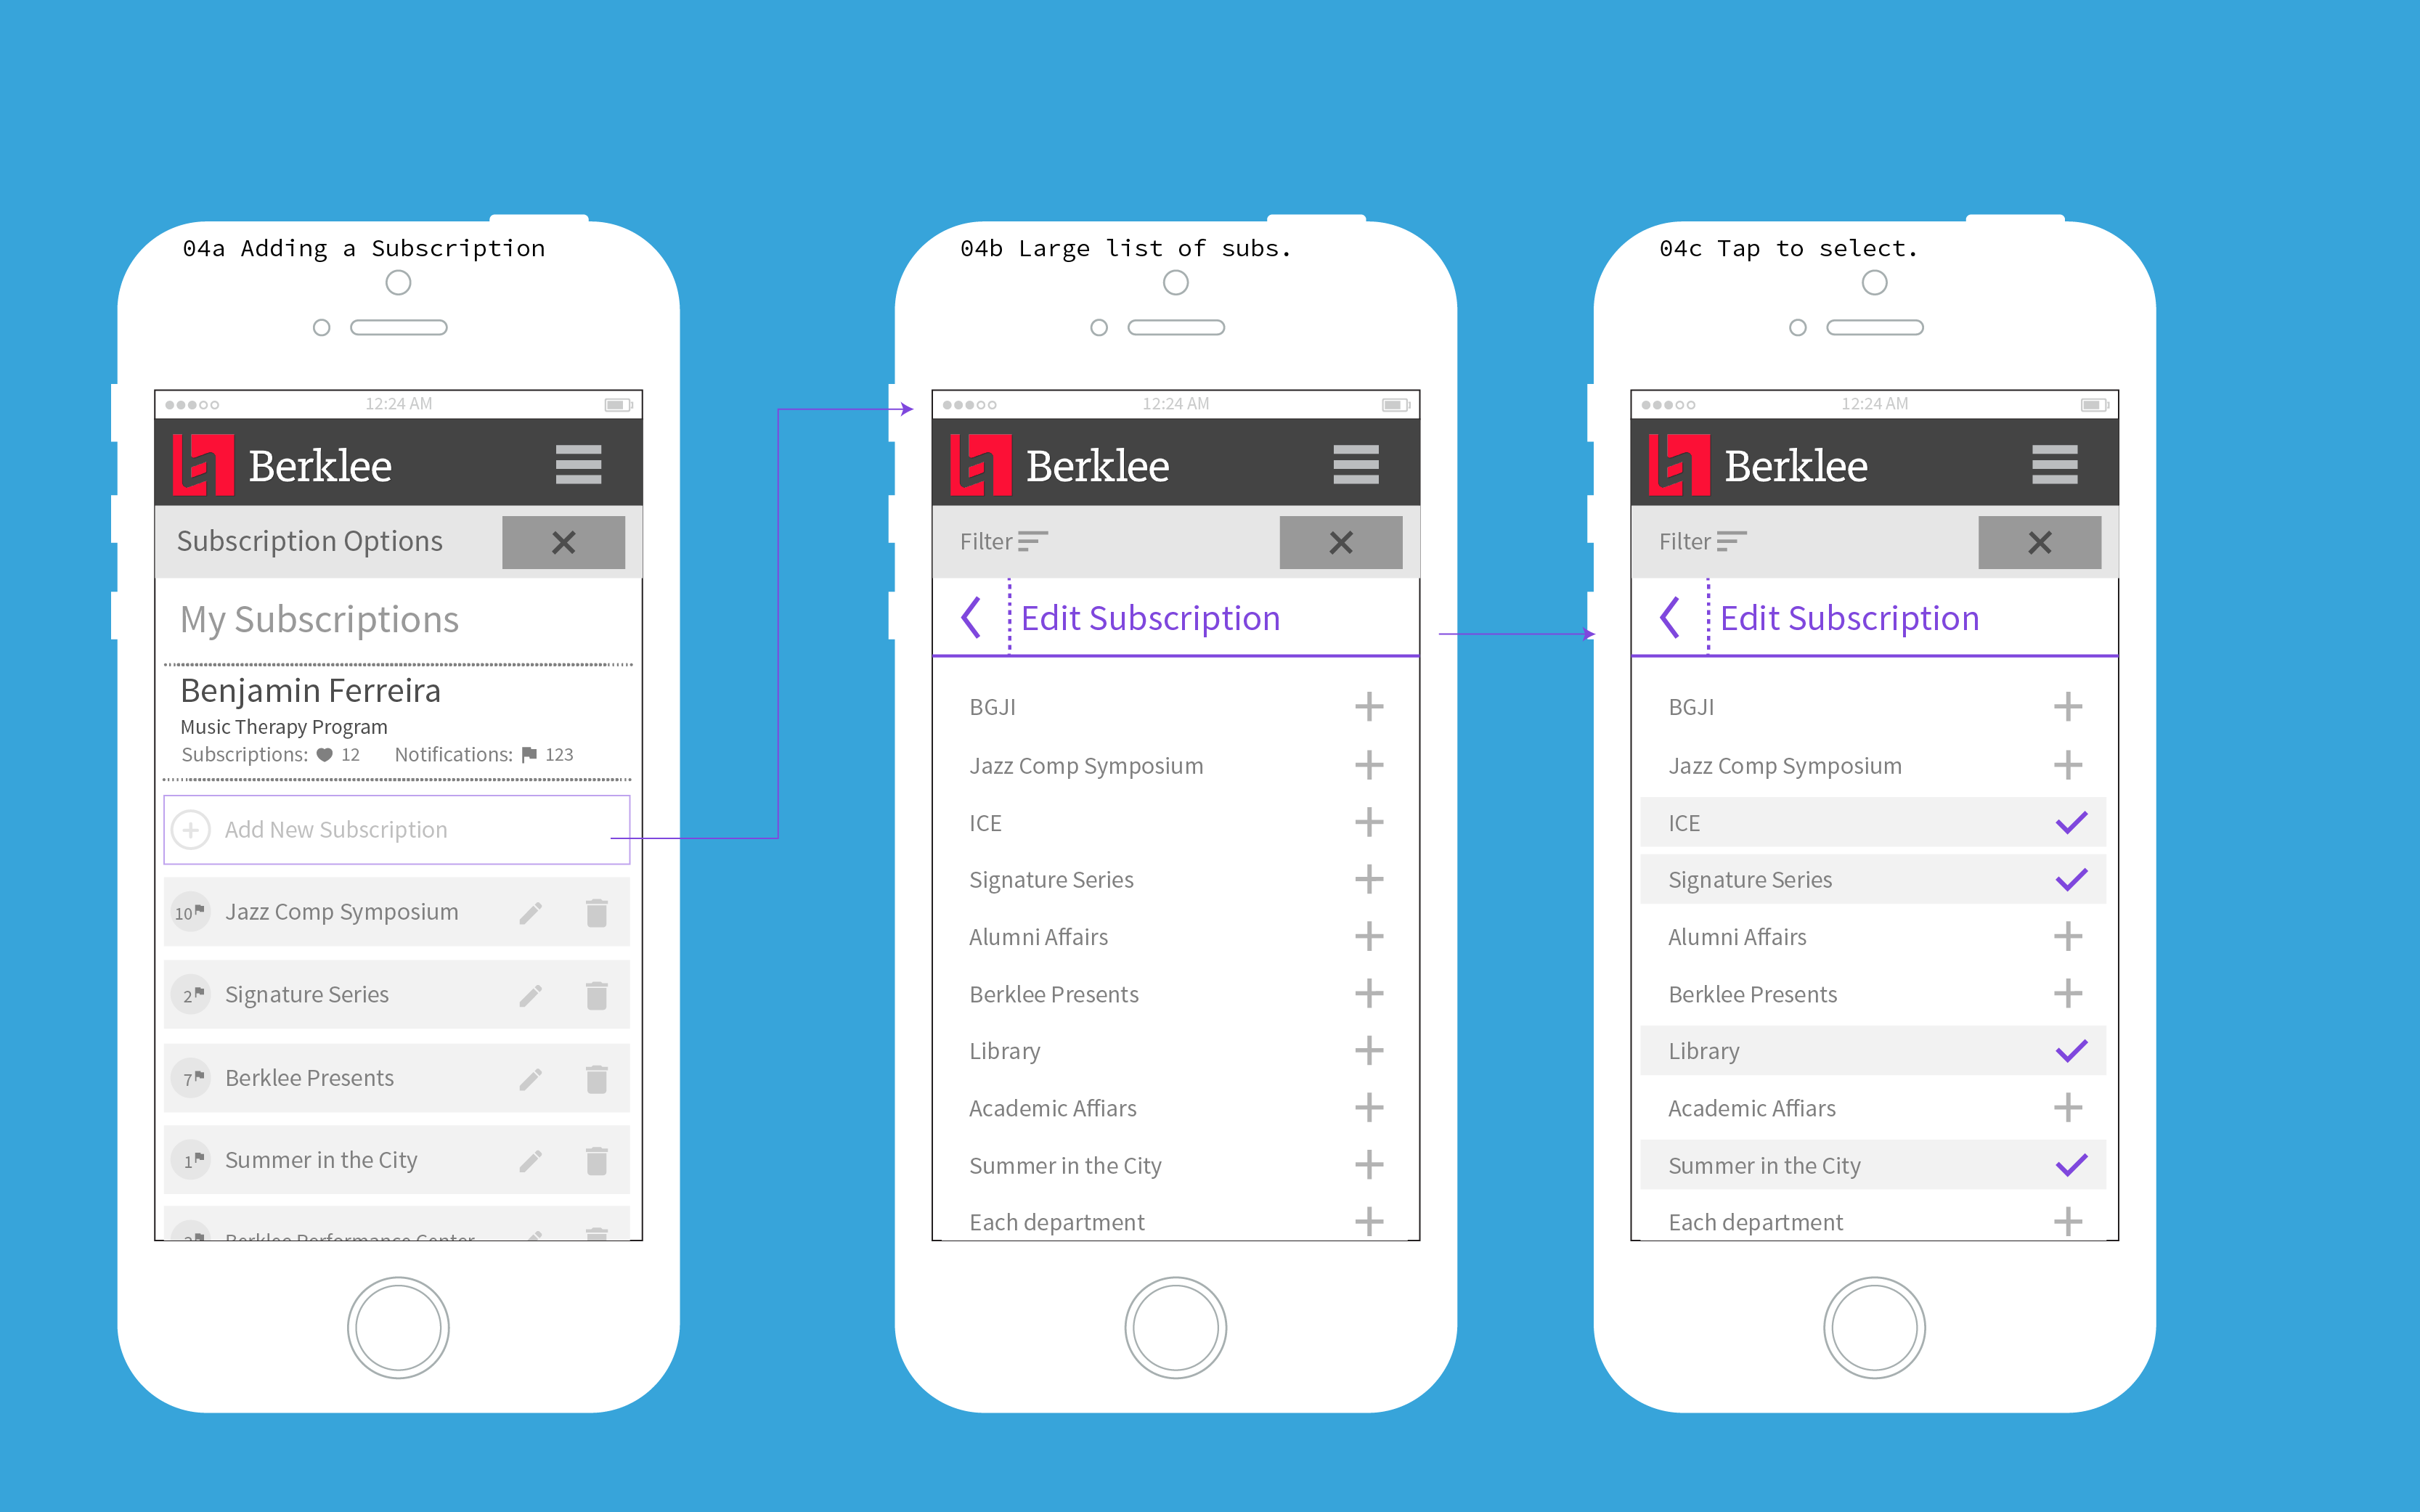 04a Adding a Subscription
12:24 AM
Berklee
Subscription Options
My Subscriptions
Benjamin Ferreira
Music Therapy Program
Subscriptions: 12 Notifications: 123
Add New Subscription
10 Jazz Comp Symposium
2 Signature Series
7 Berklee Presents
1 Summer in the City
Berklee Performance Center
04b Large list of subs.
12:24 AM
Berklee
Filter
Edit Subscription
BGJI
Jazz Comp Symposium
ICE
Signature Series
Alumni Affairs
Berklee Presents
Library
Academic Affiars
Summer in the City
Each department
04c Tap to select.
12:24 AM
Berklee
Filter
Edit Subscription
BGJI
Jazz Comp Symposium
ICE
Signature Series
Alumni Affairs
Berklee Presents
Library
Academic Affiars
Summer in the City
Each department